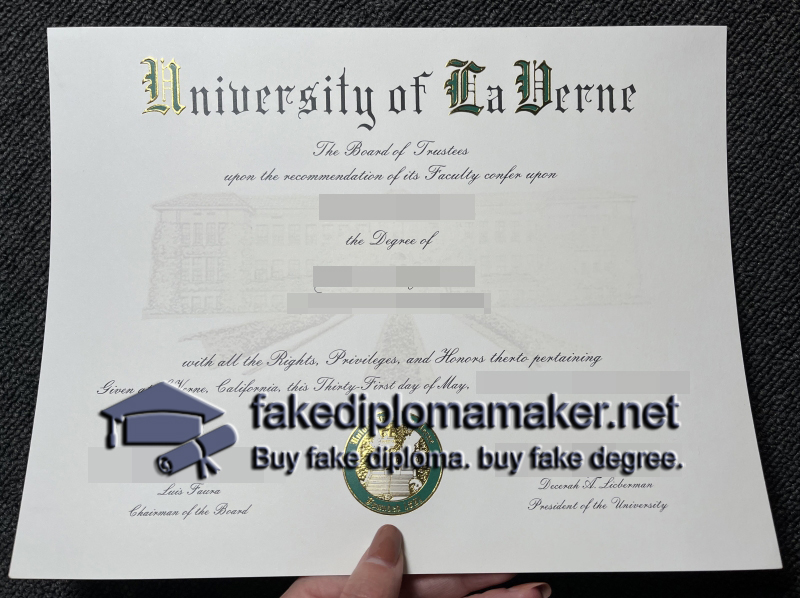 University of La Verne
The Board of Trustees
upon the recommendation of its Faculty confer upon
the Degree of
with all the Rights, Privileges, and Honors therto pertaining
Given Verne, California, this Thirty-First day of May,
fakediplomamaker.net
Buy fake diploma. buy fake degree.
Luis Faura
Chairman of the Board
Devorah A. Lieberman
President of the University